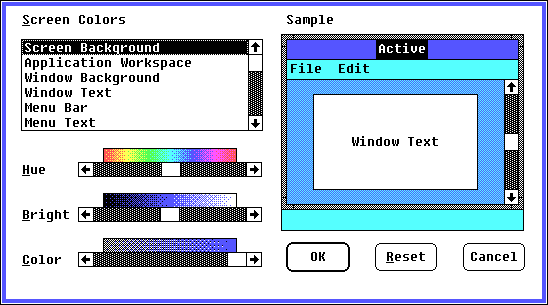 Screen Colors
Screen Background
Application Workspace
Window Background
Window Text
Menu Bar
Menu Text
Hue
Bright
Color
Sample
Active
File Edit
Window Text
OK
Reset
Cancel